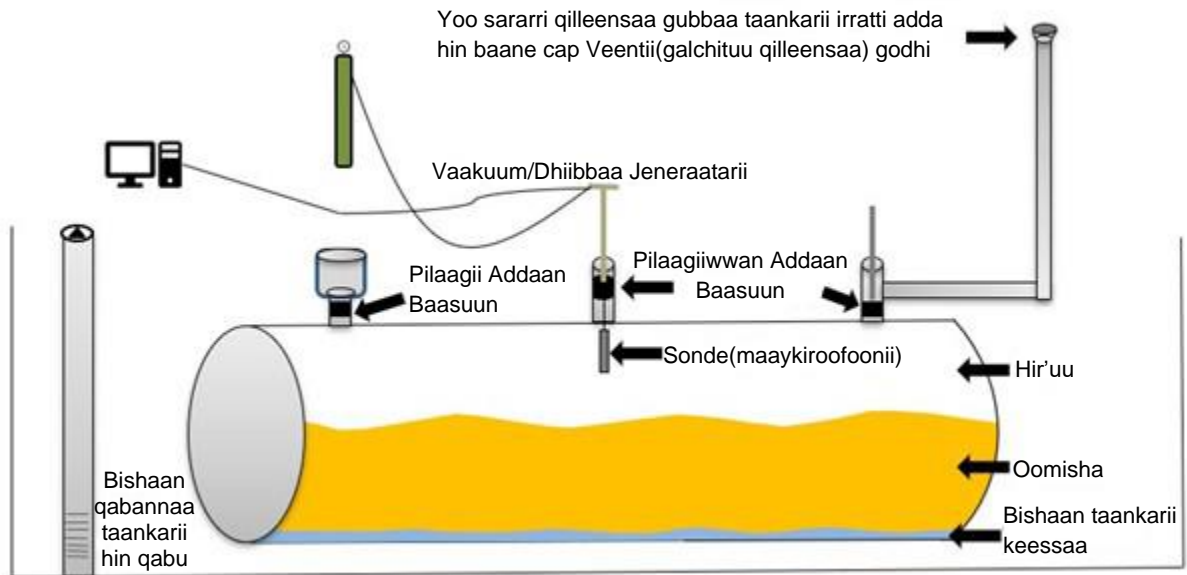 Yoo sararri qilleensaa gubbaa taankarii irratti adda
hin baane cap Veentii(galchituu qilleensaa) godhi
Vaakuum/Dhiibbaa Jeneraatarii
Pilaagii Addaan
Baasuun
Pilaagiiwwan Addaan
Baasuun
Sonde(maaykiroofoonii)
Hir'uu
Oomisha
Bishaan
qabannaa
taankarii
hin qabu
Bishaan taankarii
keessaa